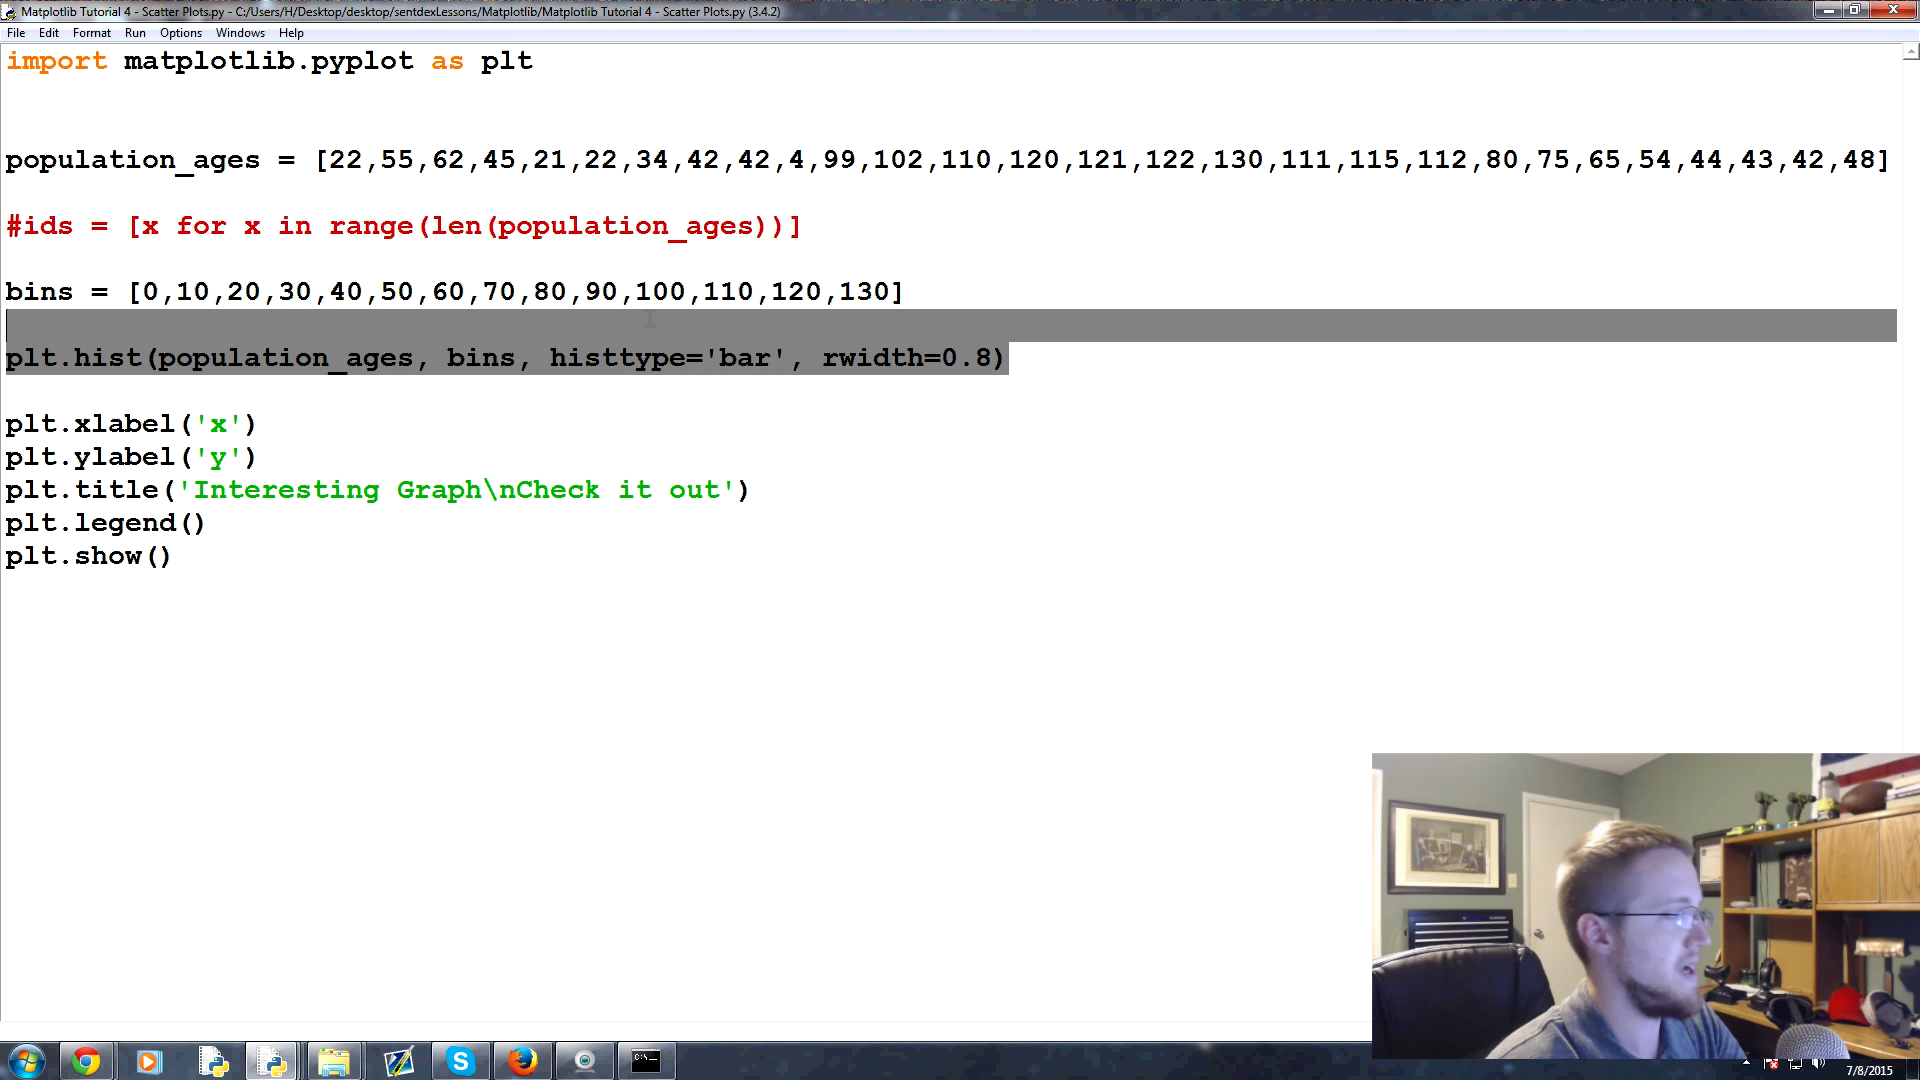 Matplotlib Tutorial 4 - Scatter Plots.py - C:/Users/H/Desktop/desktop/sentdexLessons/Matplotlib/Matplotlib Tutorial 4 - Scatter Plots.py (3.4.2)
File Edit Format Run Options Windows Help
import matplotlib.pyplot as plt
population_ages = [22,55,62,45,21,22,34,42,42,4,99,102,110,120,121,122,130,111,115,112,80,75,65,54,44,43,42,48]
#ids = [x for x in range(len(population_ages))]
bins = [0,10,20,30,40,50,60,70,80,90,100,110,120,130]
plt.hist(population_ages, bins, histtype='bar', rwidth=0.8)
plt.xlabel('x')
plt.ylabel('y')
plt.title('Interesting Graph\nCheck it out')
plt.legend()
plt.show()
7/8/2015